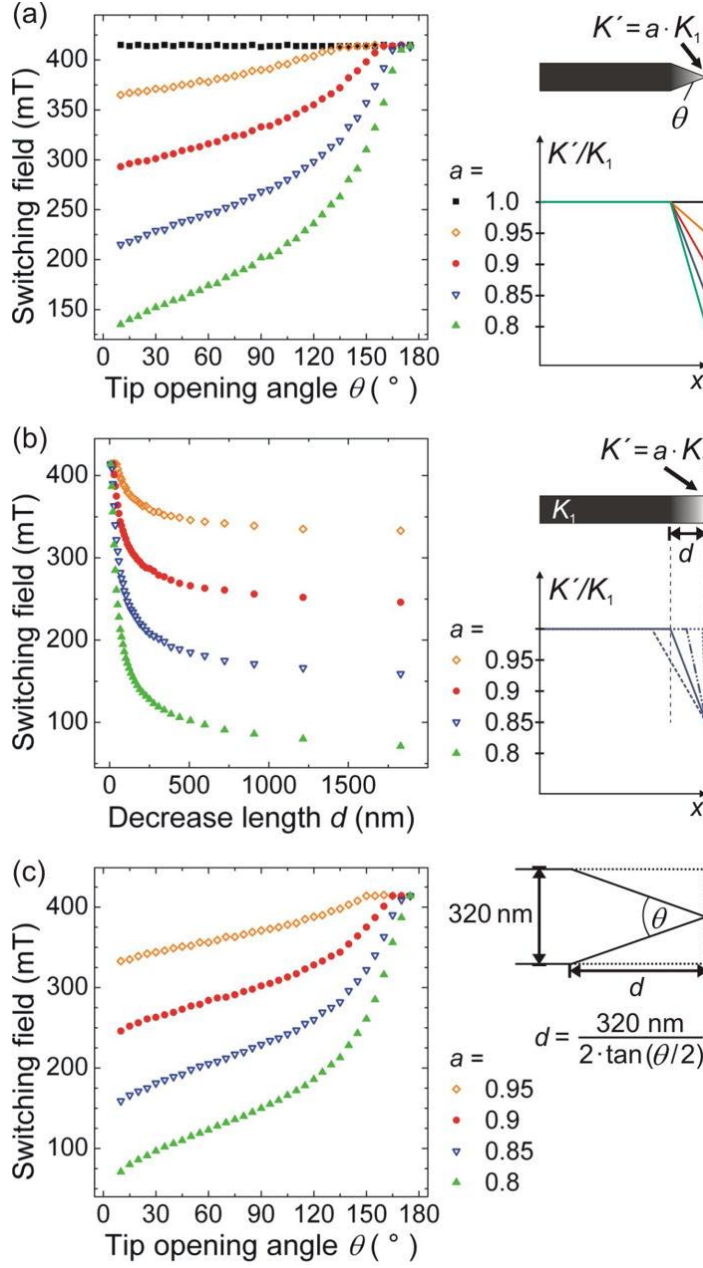 (a)
400
350
300
250
200
150
Switching field (mT)
0 30 60 90 120 150 180
Tip opening angle θ ( ° )
a =
1.0
0.95
0.9
0.85
0.8
K´= a · K1
θ
K´/K1
x
(b)
400
300
200
100
Switching field (mT)
0 500 1000 1500
Decrease length d (nm)
a =
0.95
0.9
0.85
0.8
K´= a · K
K1
d
K´/K1
x
(c)
400
300
200
100
Switching field (mT)
0 30 60 90 120 150 180
Tip opening angle θ ( ° )
a =
0.95
0.9
0.85
0.8
320 nm
θ
d
d = 320 nm / 2·tan(θ/2)